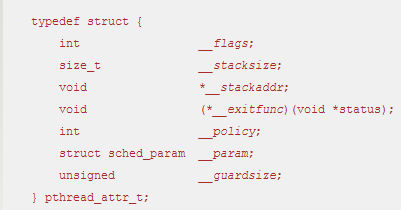 typedef struct {
int __flags;
size_t __stacksize;
void *__stackaddr;
void (*__exitfunc)(void *status);
int __policy;
struct sched_param __param;
unsigned __guardsize;
} pthread_attr_t;